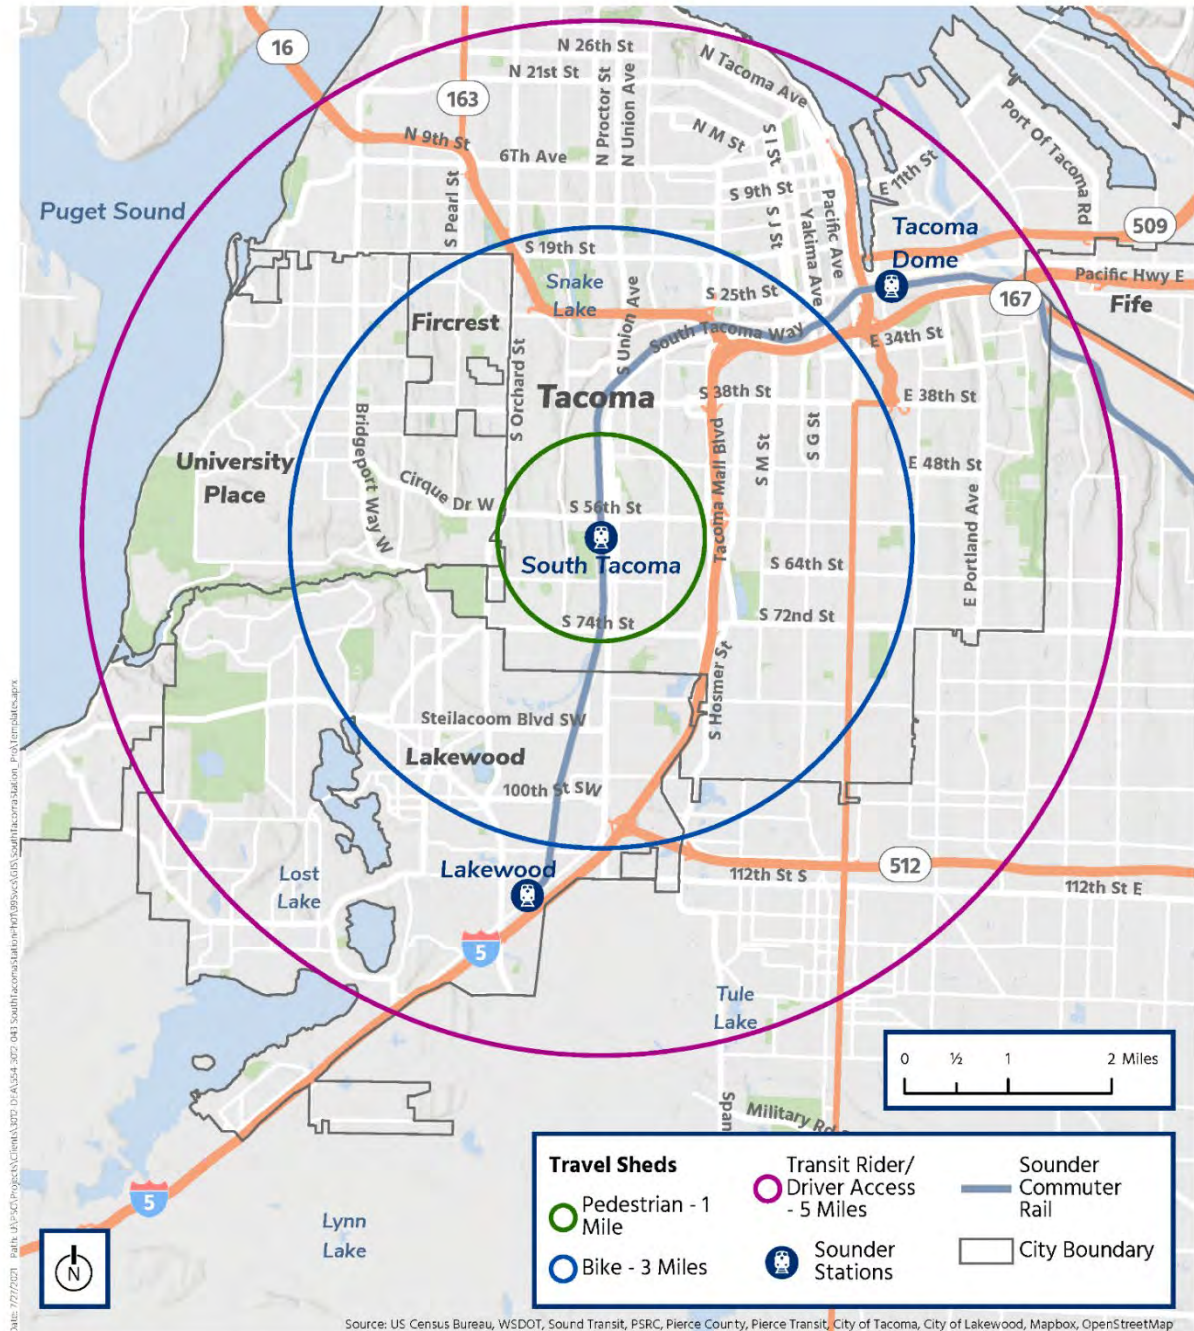 16
163
N 26th St
N 21st St
N Proctor St
N Union Ave
N Tacoma Ave
N 9th St
6Th Ave
N M St
S I St
Port Of Tacoma Rd
E 11th St
S Pearl St
S 9th St
S J St
Yakima Ave
Pacific Ave
Puget Sound
Tacoma
Dome
509
S 19th St
Snake
Lake
S 25th St
Pacific Hwy E
167
Fife
Fircrest
S Union Ave
South Tacoma Way
E 34th St
S Orchard St
Tacoma
S 38th St
E 38th St
Bridgeport Way W
University
Place
Cirque Dr W
Tacoma Mall Blvd
S M St
S G St
E 48th St
S 56th St
South Tacoma
S 64th St
E Portland Ave
S 74th St
S 72nd St
S Hosmer St
Steilacoom Blvd SW
Lakewood
100th St SW
Lost
Lake
Lakewood
112th St S
512
112th St E
5
Tule
Lake
0 ½ 1 2 Miles
Span
Military Rd
5
Lynn
Lake
N
Travel Sheds
Pedestrian - 1
Mile
Bike - 3 Miles
Transit Rider/
Driver Access
- 5 Miles
Sounder
Stations
Sounder
Commuter
Rail
City Boundary
Source: US Census Bureau, WSDOT, Sound Transit, PSRC, Pierce County, Pierce Transit, City of Tacoma, City of Lakewood, Mapbox, OpenStreetMap